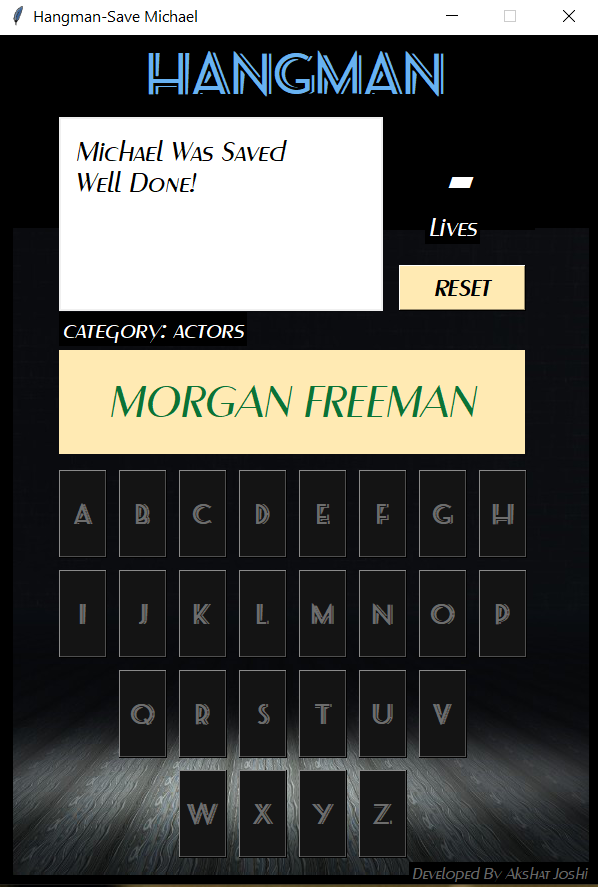 Hangman-Save Michael
HANGMAN
Michael Was Saved
Well Done!
-
Lives
RESET
CATEGORY: ACTORS
MORGAN FREEMAN
A B C D E F G H
I J K L M N O P
Q R S T U V
W X Y Z
Developed By Akshat Joshi